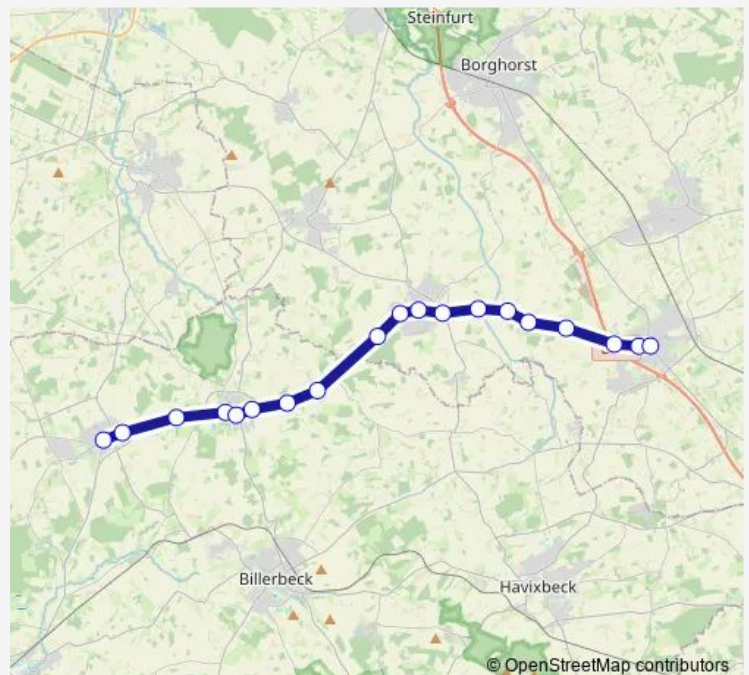 Steinfurt
Borghorst
Billerbeck
Havixbeck
© OpenStreetMap contributors